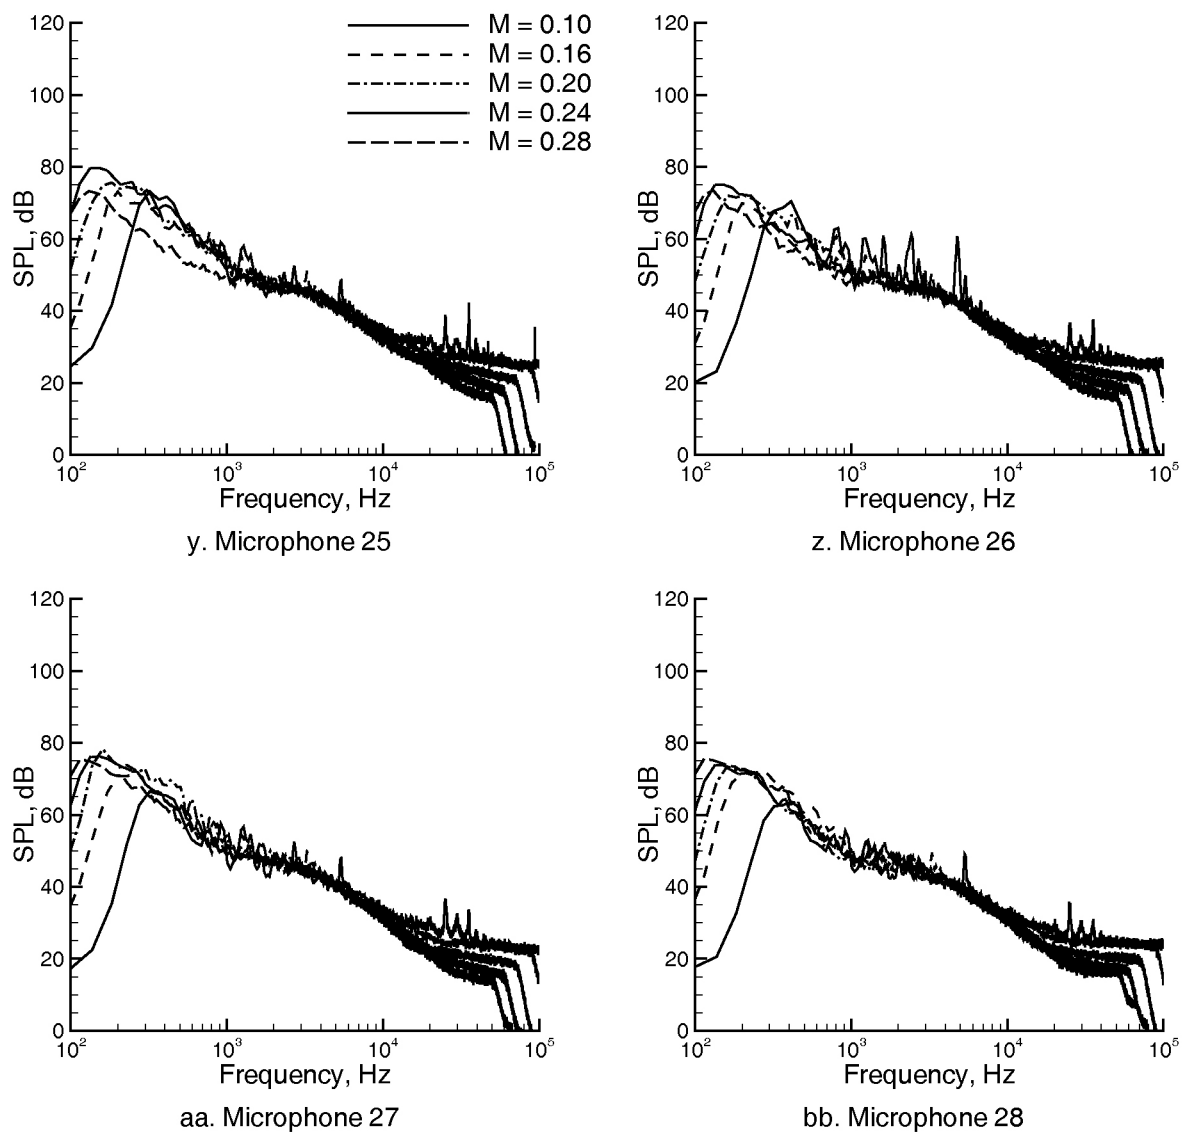 M = 0.10
M = 0.16
M = 0.20
M = 0.24
M = 0.28
120
100
80
60
40
20
0
SPL, dB
10² 10³ 10⁴ 10⁵
Frequency, Hz
y. Microphone 25
120
100
80
60
40
20
0
SPL, dB
10² 10³ 10⁴ 10⁵
Frequency, Hz
z. Microphone 26
120
100
80
60
40
20
0
SPL, dB
10² 10³ 10⁴ 10⁵
Frequency, Hz
aa. Microphone 27
120
100
80
60
40
20
0
SPL, dB
10² 10³ 10⁴ 10⁵
Frequency, Hz
bb. Microphone 28